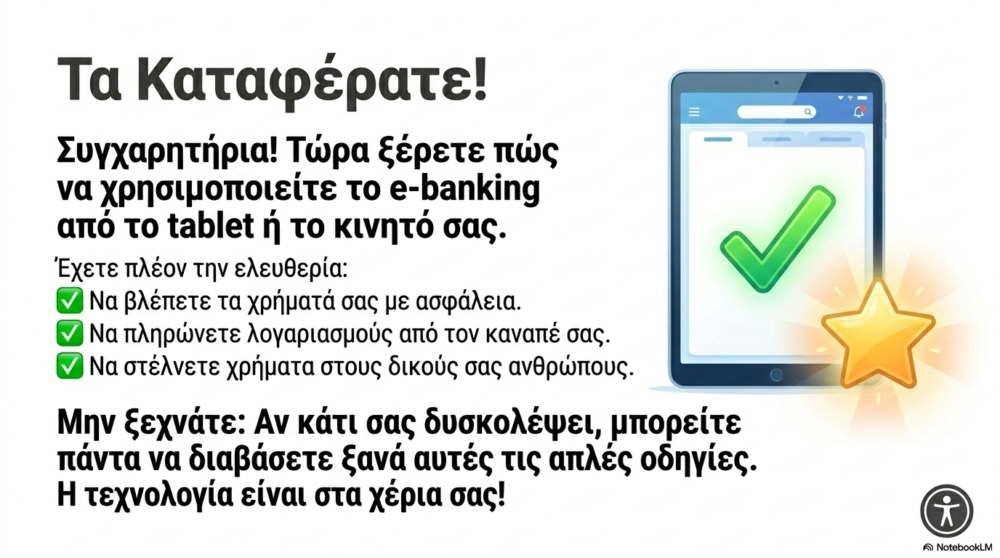 Τα Καταφέρατε!
Συγχαρητήρια! Τώρα ξέρετε πώς
να χρησιμοποιείτε το e-banking
από το tablet ή το κινητό σας.
Έχετε πλέον την ελευθερία:
✅ Να βλέπετε τα χρήματά σας με ασφάλεια.
✅ Να πληρώνετε λογαριασμούς από τον καναπέ σας.
✅ Να στέλνετε χρήματα στους δικούς σας ανθρώπους.
Μην ξεχνάτε: Αν κάτι σας δυσκολέψει, μπορείτε
πάντα να διαβάσετε ξανά αυτές τις απλές οδηγίες.
Η τεχνολογία είναι στα χέρια σας!
NotebookLM